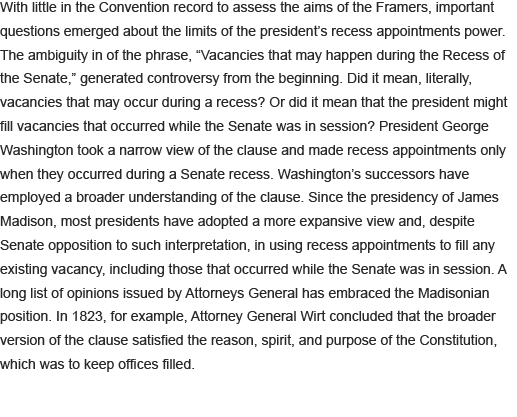 With little in the Convention record to assess the aims of the Framers, important
questions emerged about the limits of the president’s recess appointments power.
The ambiguity in of the phrase, “Vacancies that may happen during the Recess of
the Senate,” generated controversy from the beginning. Did it mean, literally,
vacancies that may occur during a recess? Or did it mean that the president might
fill vacancies that occurred while the Senate was in session? President George
Washington took a narrow view of the clause and made recess appointments only
when they occurred during a Senate recess. Washington’s successors have
employed a broader understanding of the clause. Since the presidency of James
Madison, most presidents have adopted a more expansive view and, despite
Senate opposition to such interpretation, in using recess appointments to fill any
existing vacancy, including those that occurred while the Senate was in session. A
long list of opinions issued by Attorneys General has embraced the Madisonian
position. In 1823, for example, Attorney General Wirt concluded that the broader
version of the clause satisfied the reason, spirit, and purpose of the Constitution,
which was to keep offices filled.